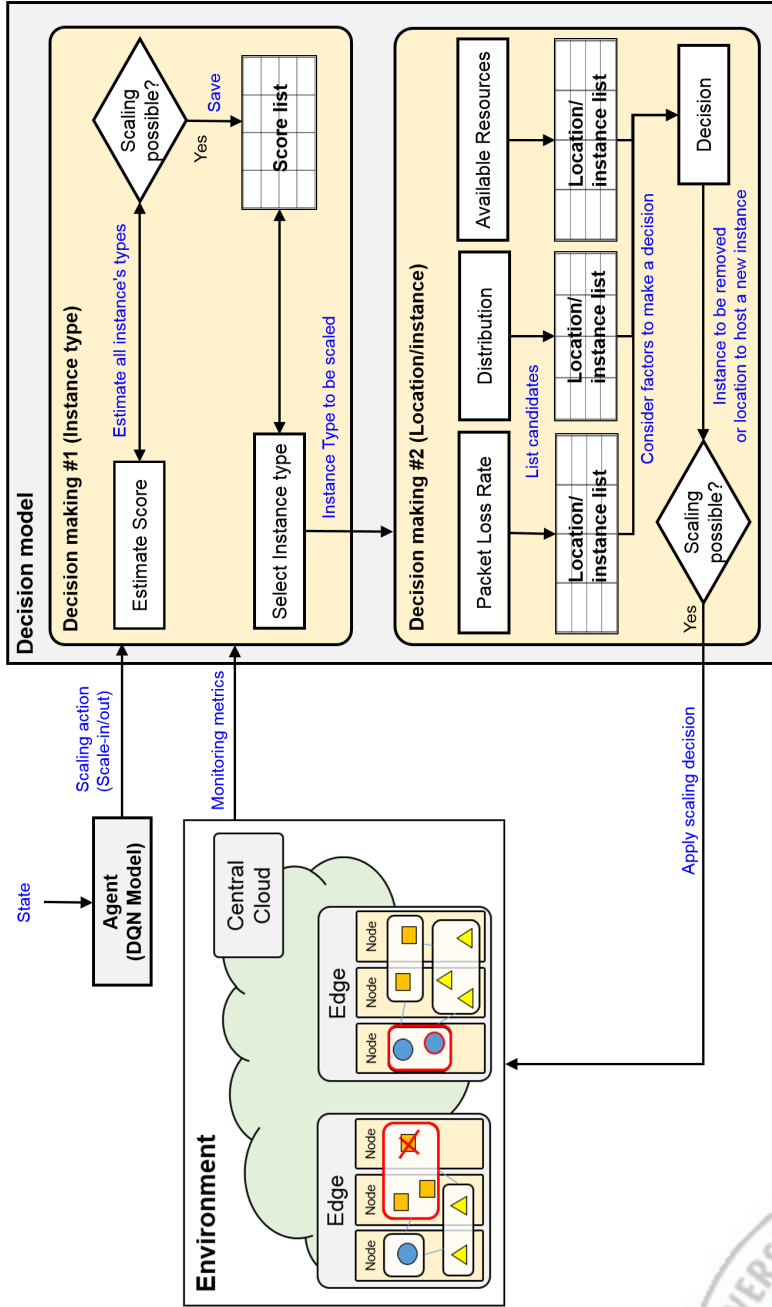 State
Agent
(DQN Model)
Scaling action
(Scale-in/out)
Monitoring metrics
Environment
Central
Cloud
Edge
Node
Node
Node
Edge
Node
Node
Node
Apply scaling decision
Decision model
Decision making #1 (Instance type)
Estimate Score
Estimate all instance's types
Scaling
possible?
Yes
Save
Score list
Select Instance type
Instance Type to be scaled
Decision making #2 (Location/instance)
Packet Loss Rate
Distribution
Available Resources
List candidates
Location/
instance list
Location/
instance list
Location/
instance list
Consider factors to make a decision
Decision
Instance to be removed
or location to host a new instance
Scaling
possible?
Yes